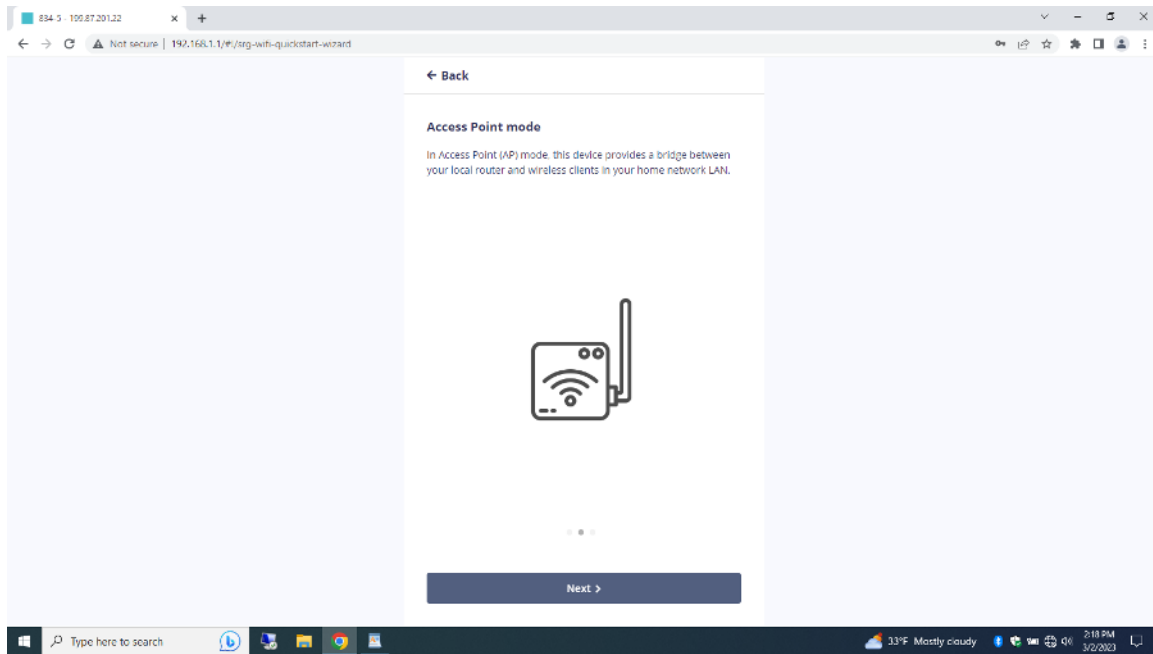 834-5 - 199.87.201.22
Not secure | 192.168.1.1/#!/srg-wifi-quickstart-wizard
← Back
Access Point mode
In Access Point (AP) mode, this device provides a bridge between
your local router and wireless clients in your home network LAN.
Next >
Type here to search
33°F Mostly cloudy
2:18 PM
3/2/2023